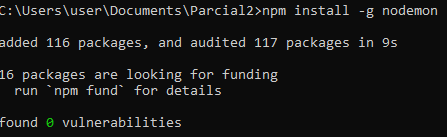 C:\Users\user\Documents\Parcial2>npm install -g nodemon
added 116 packages, and audited 117 packages in 9s
16 packages are looking for funding
run `npm fund` for details
found 0 vulnerabilities